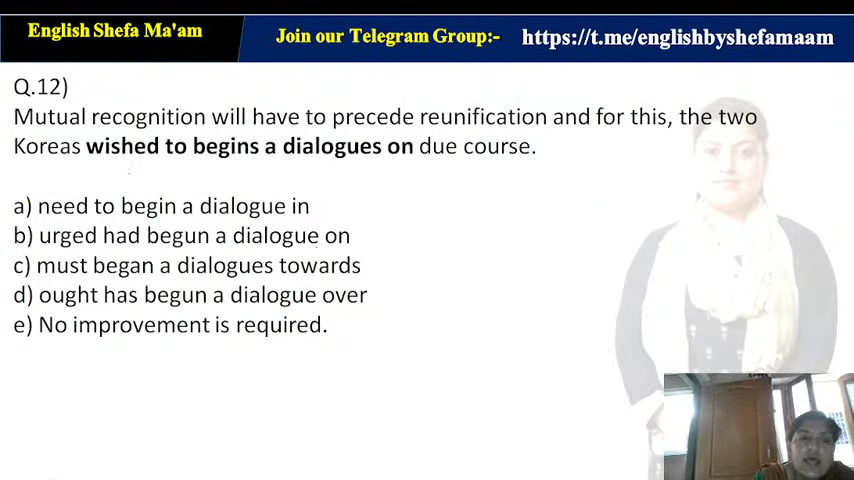 English Shefa Ma'am
Join our Telegram Group:- https://t.me/englishbyshefamaam
Q.12)
Mutual recognition will have to precede reunification and for this, the two
Koreas wished to begins a dialogues on due course.
a) need to begin a dialogue in
b) urged had begun a dialogue on
c) must began a dialogues towards
d) ought has begun a dialogue over
e) No improvement is required.